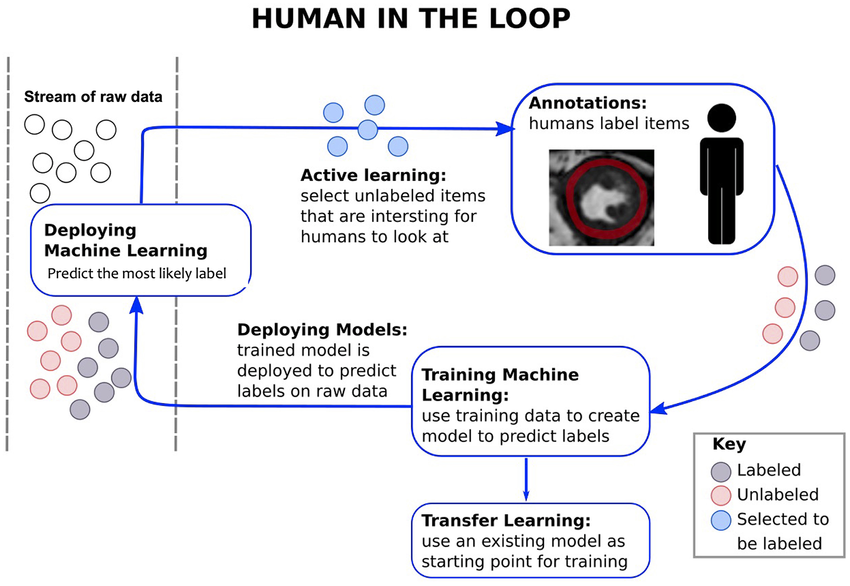 HUMAN IN THE LOOP
Stream of raw data
Deploying
Machine Learning
Predict the most likely label
Active learning:
select unlabeled items
that are intersting for
humans to look at
Annotations:
humans label items
Deploying Models:
trained model is
deployed to predict
labels on raw data
Training Machine
Learning:
use training data to create
model to predict labels
Transfer Learning:
use an existing model as
starting point for training
Key
Labeled
Unlabeled
Selected to
be labeled